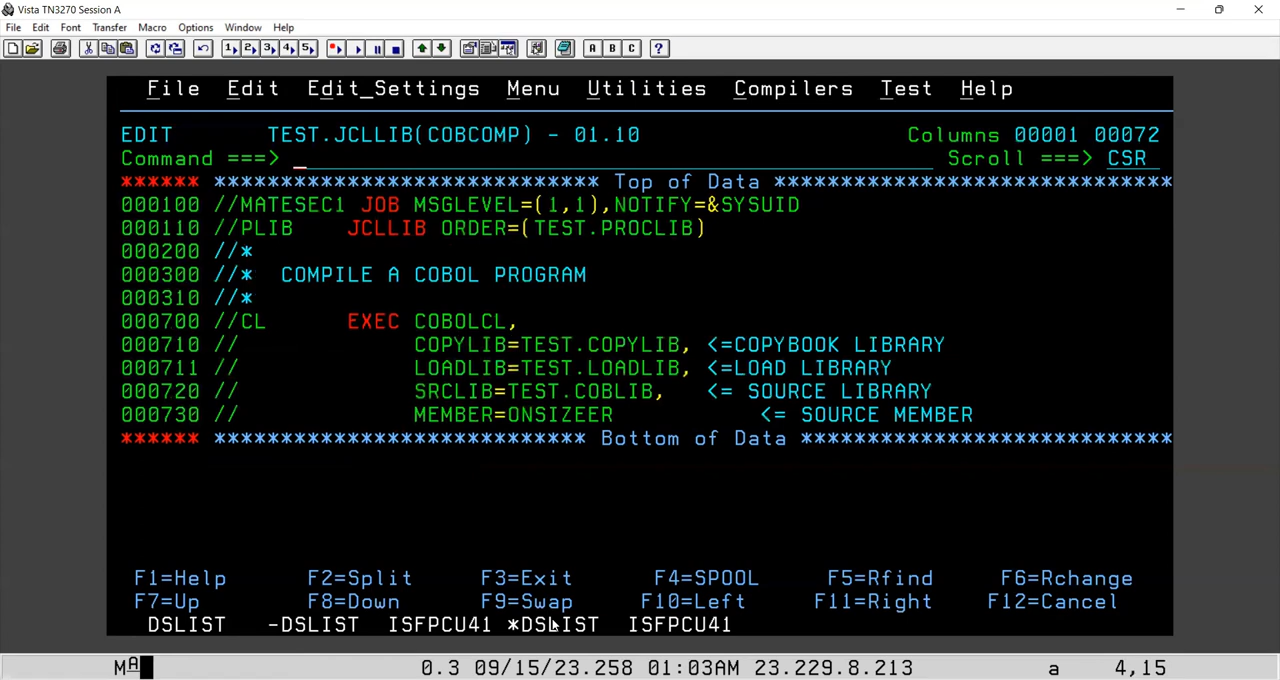 Vista TN3270 Session A
File Edit Font Transfer Macro Options Window Help
1 2 3 4 5 A B C ?
File Edit Edit_Settings Menu Utilities Compilers Test Help
EDIT TEST.JCLLIB(COBCOMP) - 01.10 Columns 00001 00072
Command ===> _ Scroll ===> CSR
****** ***************************** Top of Data ******************************
000100 //MATESEC1 JOB MSGLEVEL=(1,1),NOTIFY=&SYSUID
000110 //PLIB JCLLIB ORDER=(TEST.PROCLIB)
000200 //*
000300 //* COMPILE A COBOL PROGRAM
000310 //*
000700 //CL EXEC COBOLCL,
000710 // COPYLIB=TEST.COPYLIB, <=COPYBOOK LIBRARY
000711 // LOADLIB=TEST.LOADLIB, <=LOAD LIBRARY
000720 // SRCLIB=TEST.COBLIB, <= SOURCE LIBRARY
000730 // MEMBER=ONSIZEER <= SOURCE MEMBER
****** **************************** Bottom of Data ****************************
F1=Help F2=Split F3=Exit F4=SPOOL F5=Rfind F6=Rchange
F7=Up F8=Down F9=Swap F10=Left F11=Right F12=Cancel
DSLIST -DSLIST ISFPCU41 *DSLIST ISFPCU41
MA 0.3 09/15/23.258 01:03AM 23.229.8.213 a 4,15